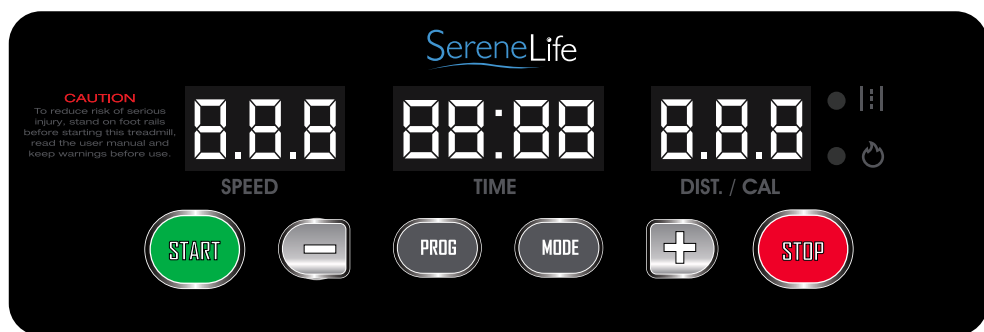 SereneLife
CAUTION
To reduce risk of serious
injury, stand on foot rails
before starting this treadmill,
read the user manual and
keep warnings before use.
8.8.8
88:88
8.8.8
SPEED
TIME
DIST. / CAL
START
−
PROG
MODE
+
STOP